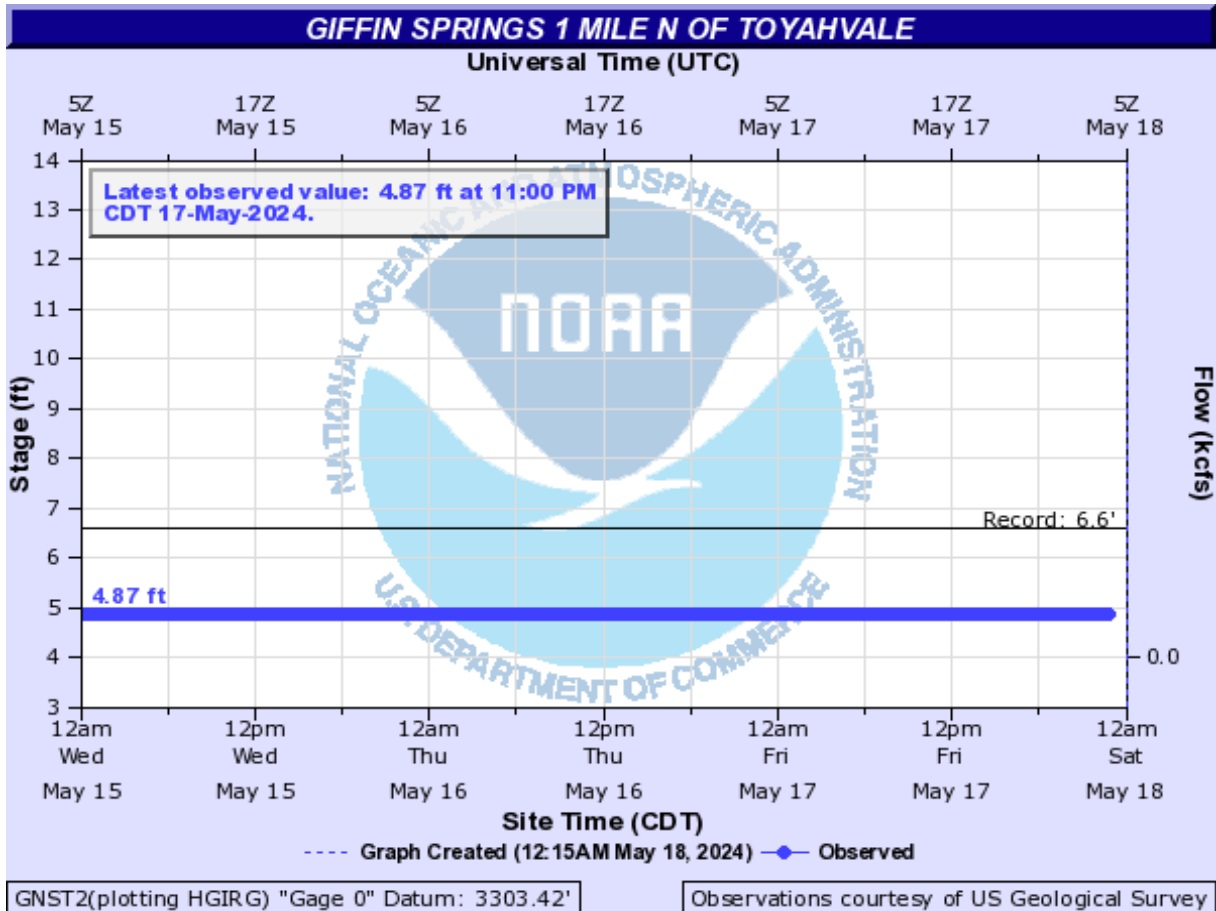 GIFFIN SPRINGS 1 MILE N OF TOYAHVALE
Universal Time (UTC)
5Z 17Z 5Z 17Z 5Z 17Z 5Z
May 15 May 15 May 16 May 16 May 17 May 17 May 18
Latest observed value: 4.87 ft at 11:00 PM
CDT 17-May-2024.
NATIONAL OCEANIC AND ATMOSPHERIC ADMINISTRATION
NOAA
U.S. DEPARTMENT OF COMMERCE
Stage (ft)
14
13
12
11
10
9
8
7
6
5
4
3
Record: 6.6'
4.87 ft
Flow (kcfs)
0.0
12am 12pm 12am 12pm 12am 12pm 12am
Wed Wed Thu Thu Fri Fri Sat
May 15 May 15 May 16 May 16 May 17 May 17 May 18
Site Time (CDT)
Graph Created (12:15AM May 18, 2024) Observed
GNST2(plotting HGIRG) "Gage 0" Datum: 3303.42'
Observations courtesy of US Geological Survey